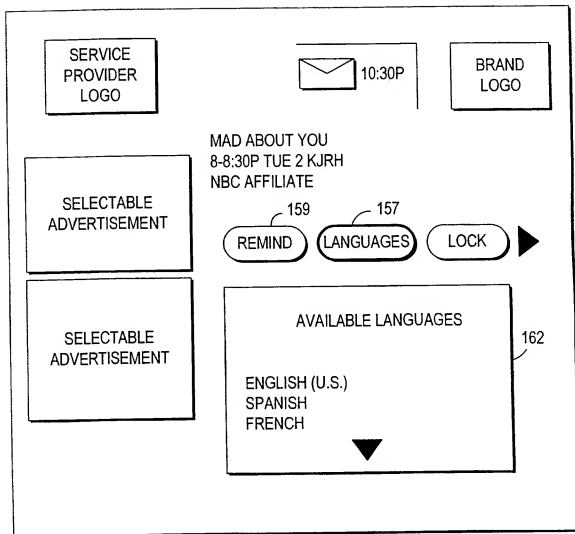 SERVICE
PROVIDER
LOGO
10:30P
BRAND
LOGO
MAD ABOUT YOU
8-8:30P TUE 2 KJRH
NBC AFFILIATE
SELECTABLE
ADVERTISEMENT
159
157
REMIND
LANGUAGES
LOCK
SELECTABLE
ADVERTISEMENT
AVAILABLE LANGUAGES
162
ENGLISH (U.S.)
SPANISH
FRENCH